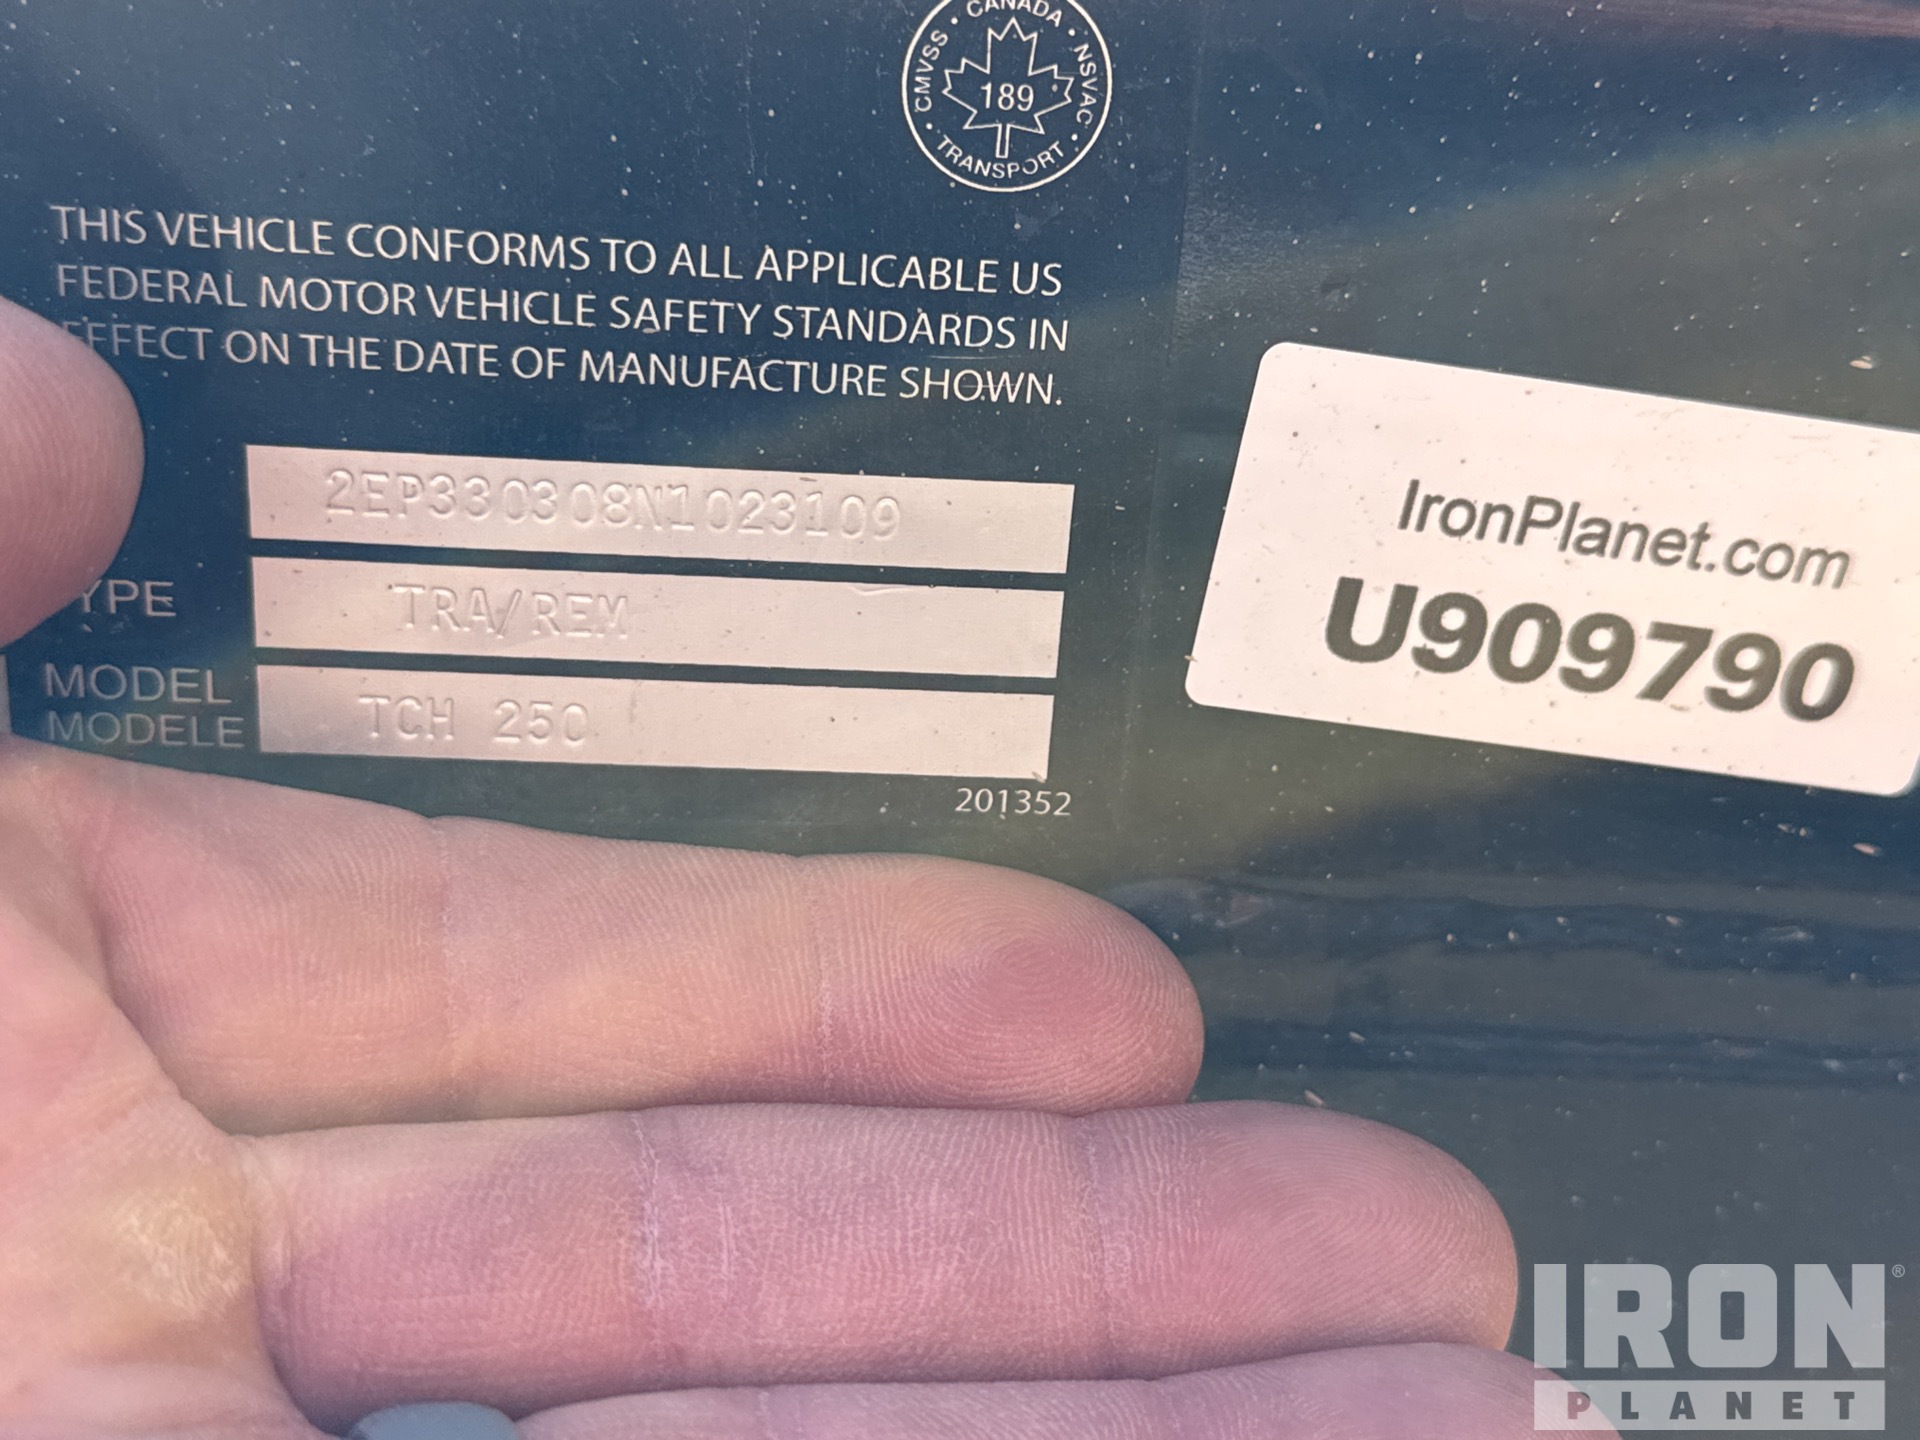 CANADA
CMVSS • NSVAC
189
TRANSPORT
THIS VEHICLE CONFORMS TO ALL APPLICABLE US
FEDERAL MOTOR VEHICLE SAFETY STANDARDS IN
EFFECT ON THE DATE OF MANUFACTURE SHOWN.
2EP330308N1023109
YPE TRA/REM
MODEL
MODELE TCH 250
201352
IronPlanet.com
U909790
IRON®
PLANET